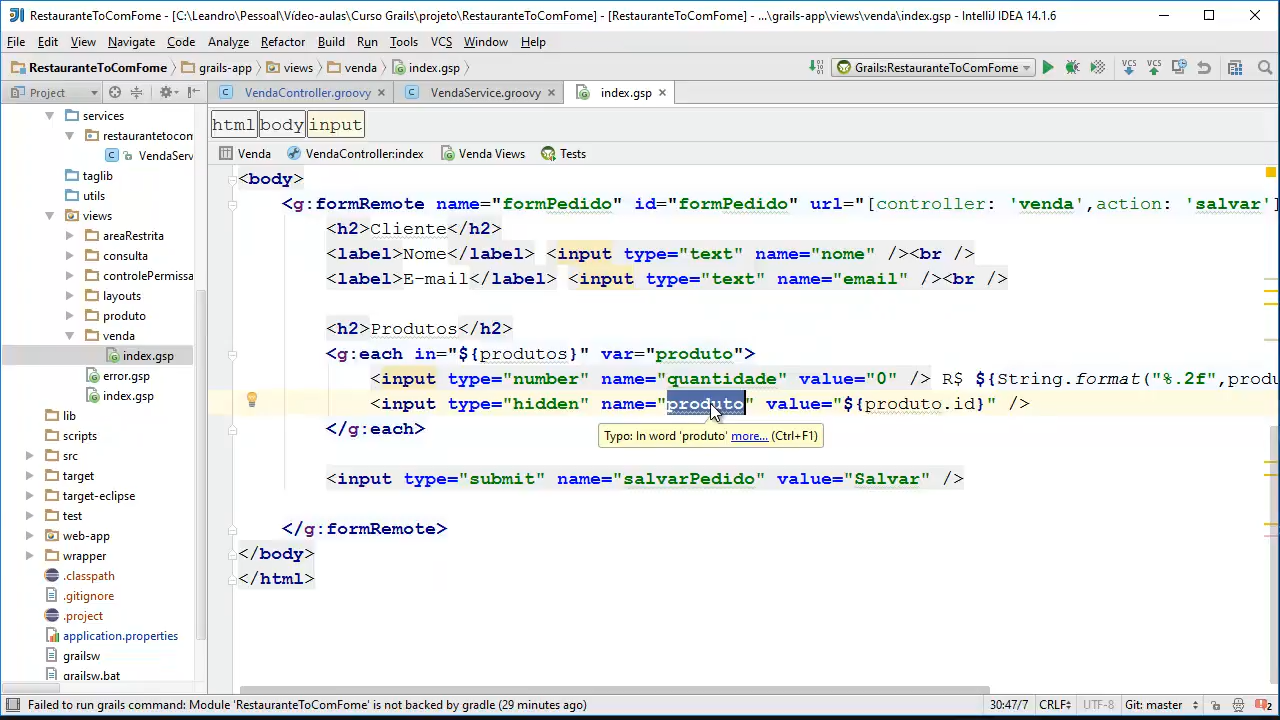 RestauranteToComFome - [C:\Leandro\Pessoal\Vídeo-aulas\Curso Grails\projeto\RestauranteToComFome] - [RestauranteToComFome] - ...\grails-app\views\venda\index.gsp - IntelliJ IDEA 14.1.6
File Edit View Navigate Code Analyze Refactor Build Run Tools VCS Window Help
RestauranteToComFome grails-app views venda index.gsp Grails:RestauranteToComFome VCS VCS
Project VendaController.groovy VendaService.groovy index.gsp
html body input
Venda VendaController:index Venda Views Tests
services
restaurantetocom
VendaServ
taglib
utils
views
areaRestrita
consulta
controlePermissa
layouts
produto
venda
index.gsp
error.gsp
index.gsp
lib
scripts
src
target
target-eclipse
test
web-app
wrapper
.classpath
.gitignore
.project
application.properties
grailsw
grailsw.bat
<body>
<g:formRemote name="formPedido" id="formPedido" url="[controller: 'venda',action: 'salvar']
<h2>Cliente</h2>
<label>Nome</label> <input type="text" name="nome" /><br />
<label>E-mail</label> <input type="text" name="email" /><br />
<h2>Produtos</h2>
<g:each in="${produtos}" var="produto">
<input type="number" name="quantidade" value="0" /> R$ ${String.format("%.2f",produ
<input type="hidden" name="produto" value="${produto.id}" />
</g:each>
Typo: In word 'produto' more... (Ctrl+F1)
<input type="submit" name="salvarPedido" value="Salvar" />
</g:formRemote>
</body>
</html>
Failed to run grails command: Module 'RestauranteToComFome' is not backed by gradle (29 minutes ago) 30:47/7 CRLF UTF-8 Git: master 2